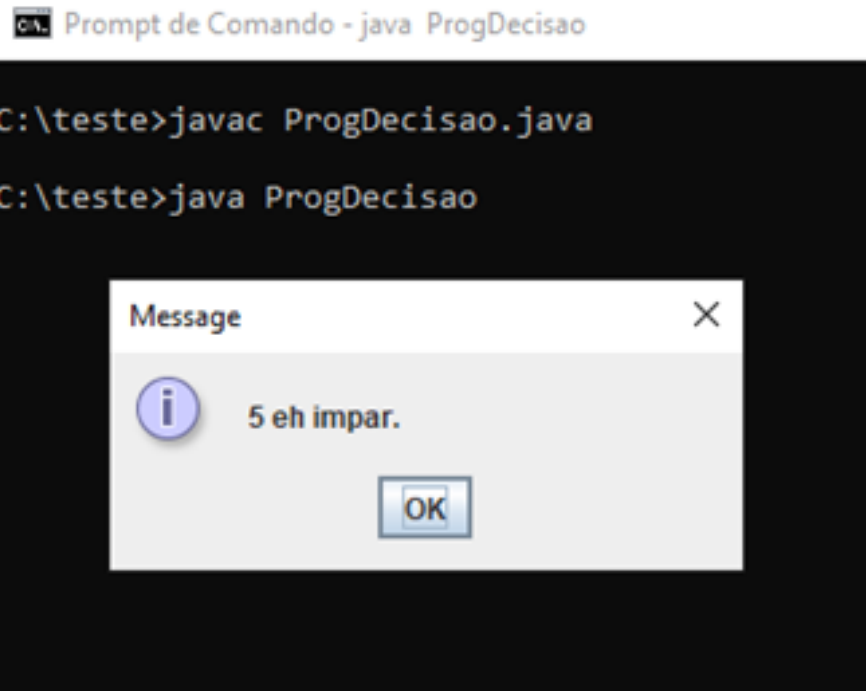 Prompt de Comando - java ProgDecisao
C:\teste>javac ProgDecisao.java
C:\teste>java ProgDecisao
Message
i
5 eh impar.
OK